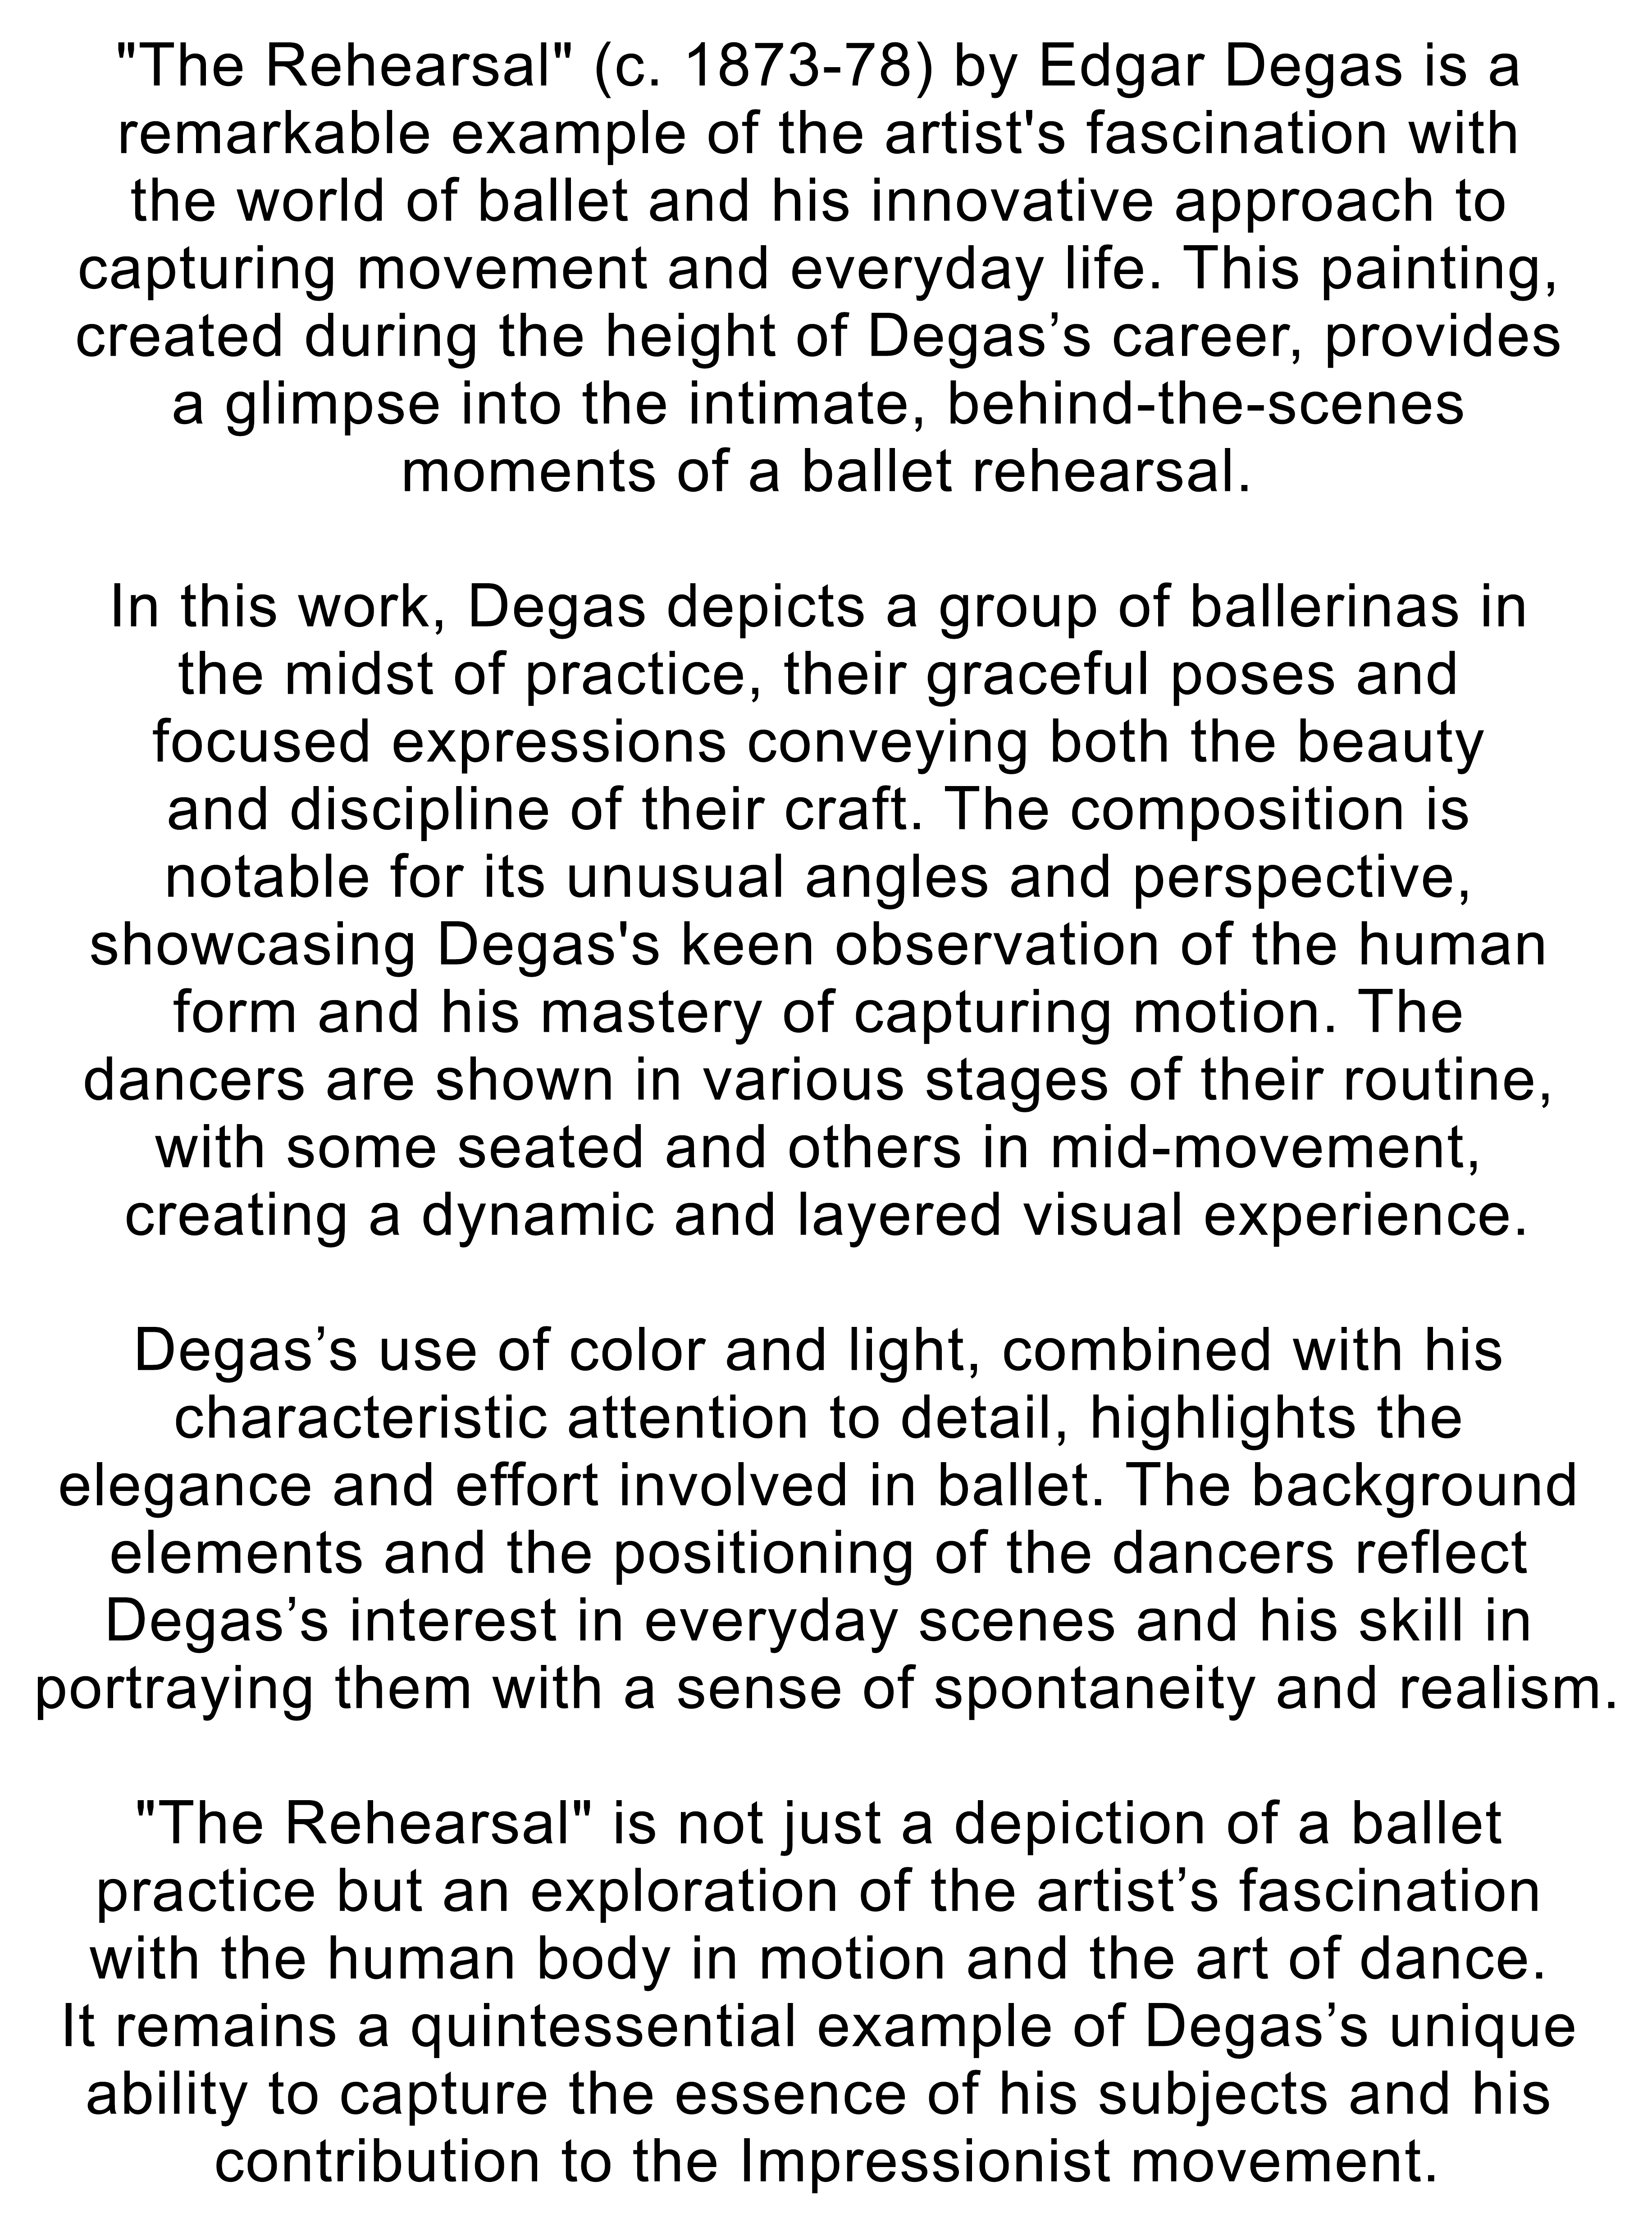 "The Rehearsal" (c. 1873-78) by Edgar Degas is a
remarkable example of the artist's fascination with
the world of ballet and his innovative approach to
capturing movement and everyday life. This painting,
created during the height of Degas’s career, provides
a glimpse into the intimate, behind-the-scenes
moments of a ballet rehearsal.

In this work, Degas depicts a group of ballerinas in
the midst of practice, their graceful poses and
focused expressions conveying both the beauty
and discipline of their craft. The composition is
notable for its unusual angles and perspective,
showcasing Degas's keen observation of the human
form and his mastery of capturing motion. The
dancers are shown in various stages of their routine,
with some seated and others in mid-movement,
creating a dynamic and layered visual experience.

Degas’s use of color and light, combined with his
characteristic attention to detail, highlights the
elegance and effort involved in ballet. The background
elements and the positioning of the dancers reflect
Degas’s interest in everyday scenes and his skill in
portraying them with a sense of spontaneity and realism.

"The Rehearsal" is not just a depiction of a ballet
practice but an exploration of the artist’s fascination
with the human body in motion and the art of dance.
It remains a quintessential example of Degas’s unique
ability to capture the essence of his subjects and his
contribution to the Impressionist movement.